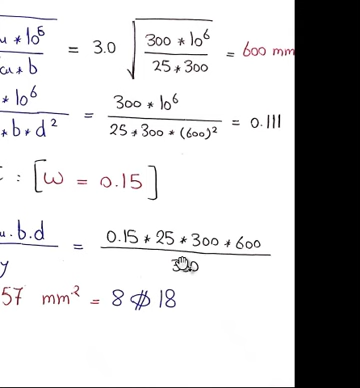 u * 10⁶ / cu * b = 3.0 √(300 * 10⁶ / 25 * 300) = 600 mm
* 10⁶ / * b * d² = 300 * 10⁶ / 25 * 300 * (600)² = 0.111
: [ω = 0.15]
u. b. d / y = 0.15 * 25 * 300 * 600
57 mm² = 8 ϕ 18